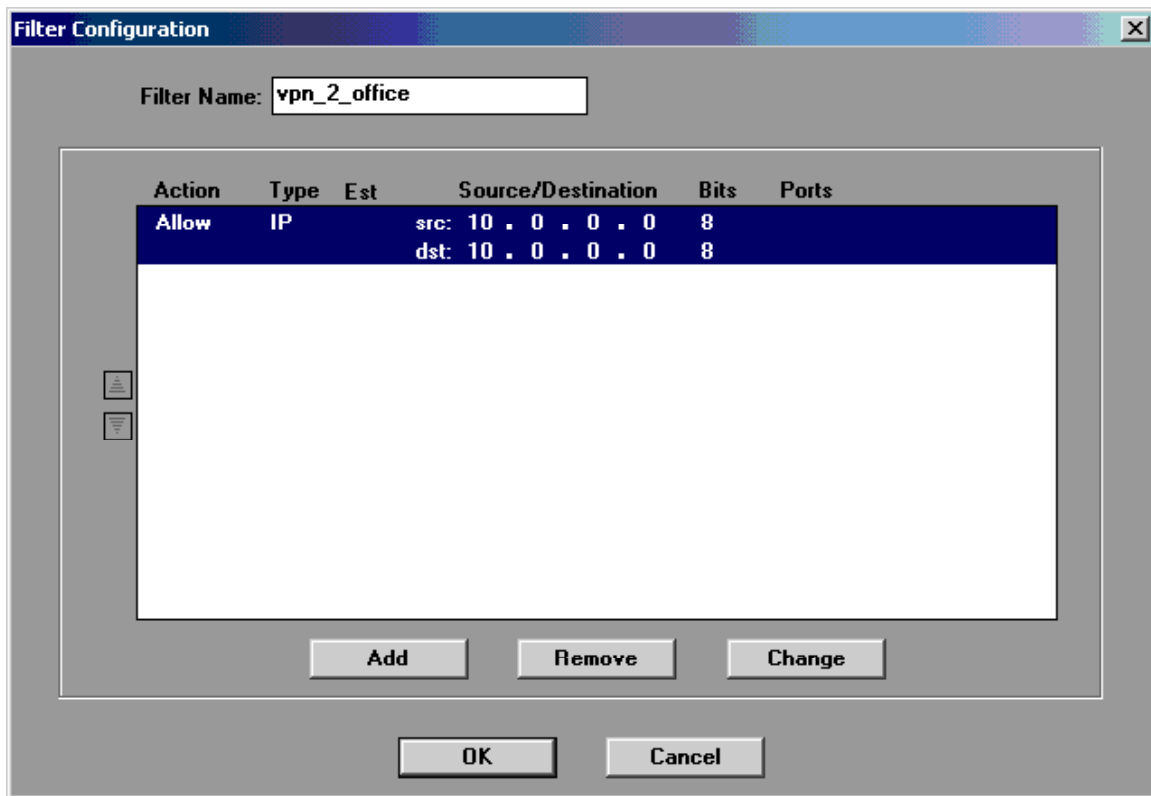 Filter Configuration
Filter Name: vpn_2_office
Action Type Est Source/Destination Bits Ports
Allow IP src: 10 . 0 . 0 . 0 8
dst: 10 . 0 . 0 . 0 8
Add Remove Change
OK Cancel